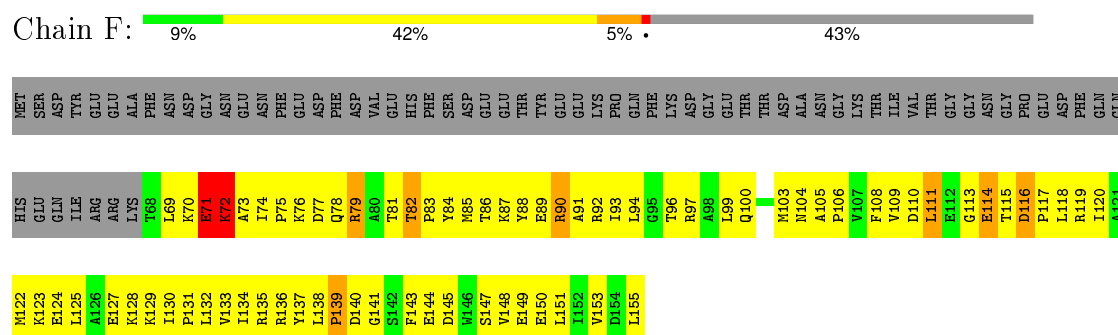 Chain F:
9% 42% 5% • 43%
MET SER ASP TYR GLU GLU ALA PHE ASN ASP GLY ASN GLU ASN PHE GLU ASP PHE ASP VAL GLU HIS PHE SER ASP GLU GLU THR TYR GLU GLU LYS PRO GLN PHE LYS ASP GLY GLU THR THR ASP ALA ASN GLY LYS THR ILE VAL THR GLY GLY ASN GLY PRO GLU ASP PHE GLN GLN
HIS GLU GLN ILE ARG ARG LYS T68 L69 K70 E71 K72 A73 I74 P75 K76 D77 Q78 R79 A80 T81 T82 P83 Y84 M85 T86 K87 Y88 E89 R90 A91 R92 I93 L94 G95 T96 R97 A98 L99 Q100 M103 N104 A105 P106 V107 F108 V109 D110 L111 E112 G113 E114 T115 D116 P117 L118 R119 I120 A121
M122 K123 E124 L125 A126 E127 K128 K129 I130 P131 L132 V133 I134 R135 R136 Y137 L138 P139 D140 G141 S142 F143 E144 D145 W146 S147 V148 E149 E150 L151 I152 V153 D154 L155